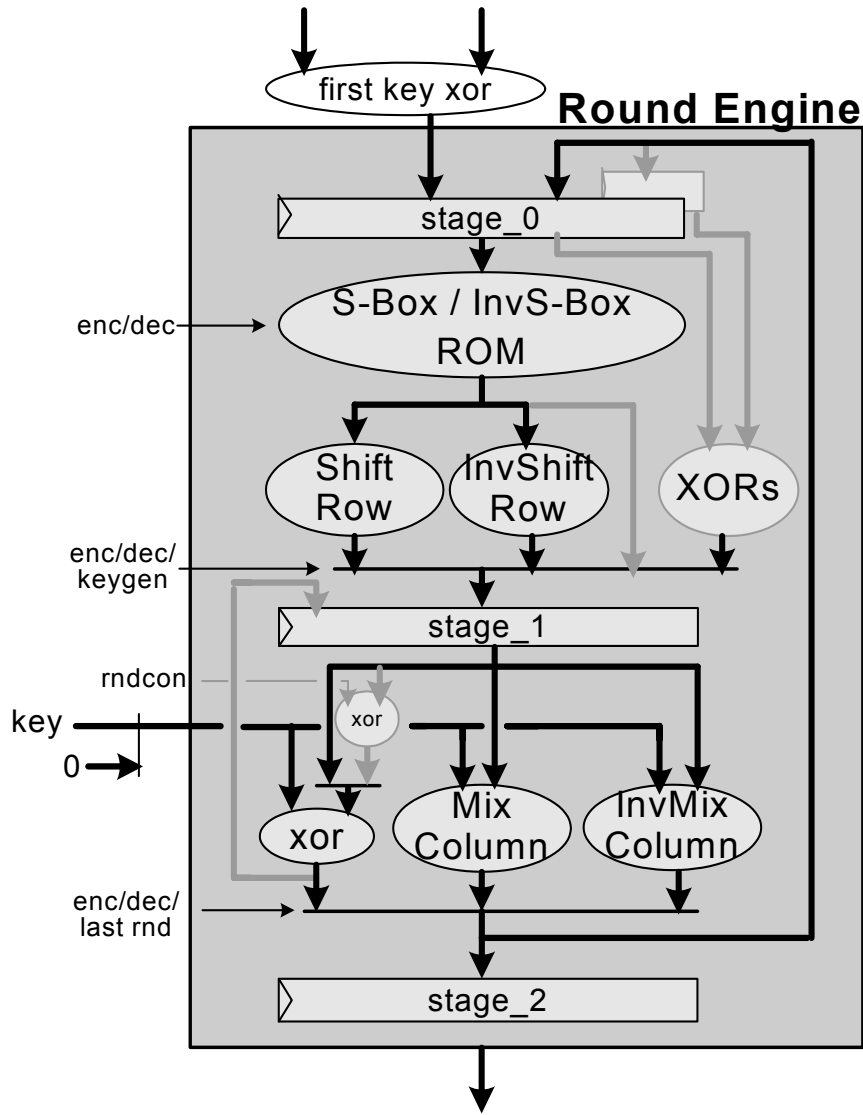 first key xor
Round Engine
stage_0
S-Box / InvS-Box
ROM
enc/dec
Shift
Row
InvShift
Row
XORs
enc/dec/
keygen
stage_1
rndcon
xor
key
0
xor
Mix
Column
InvMix
Column
enc/dec/
last rnd
stage_2